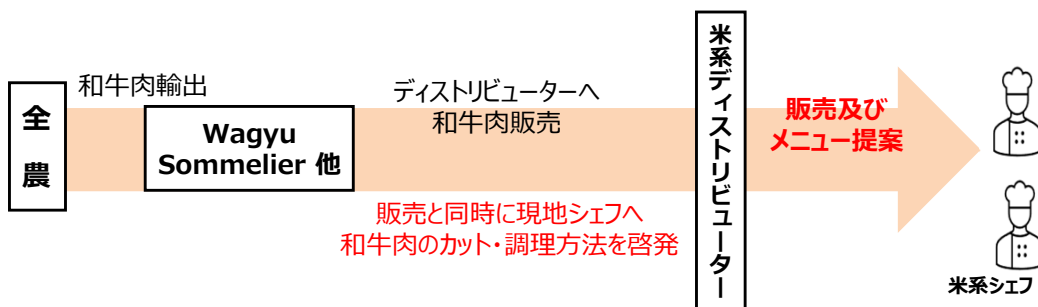 全
農
和牛肉輸出
Wagyu
Sommelier 他
ディストリビューターへ
和牛肉販売
販売と同時に現地シェフへ
和牛肉のカット・調理方法を啓発
米系ディストリビューター
販売及び
メニュー提案
米系シェフ